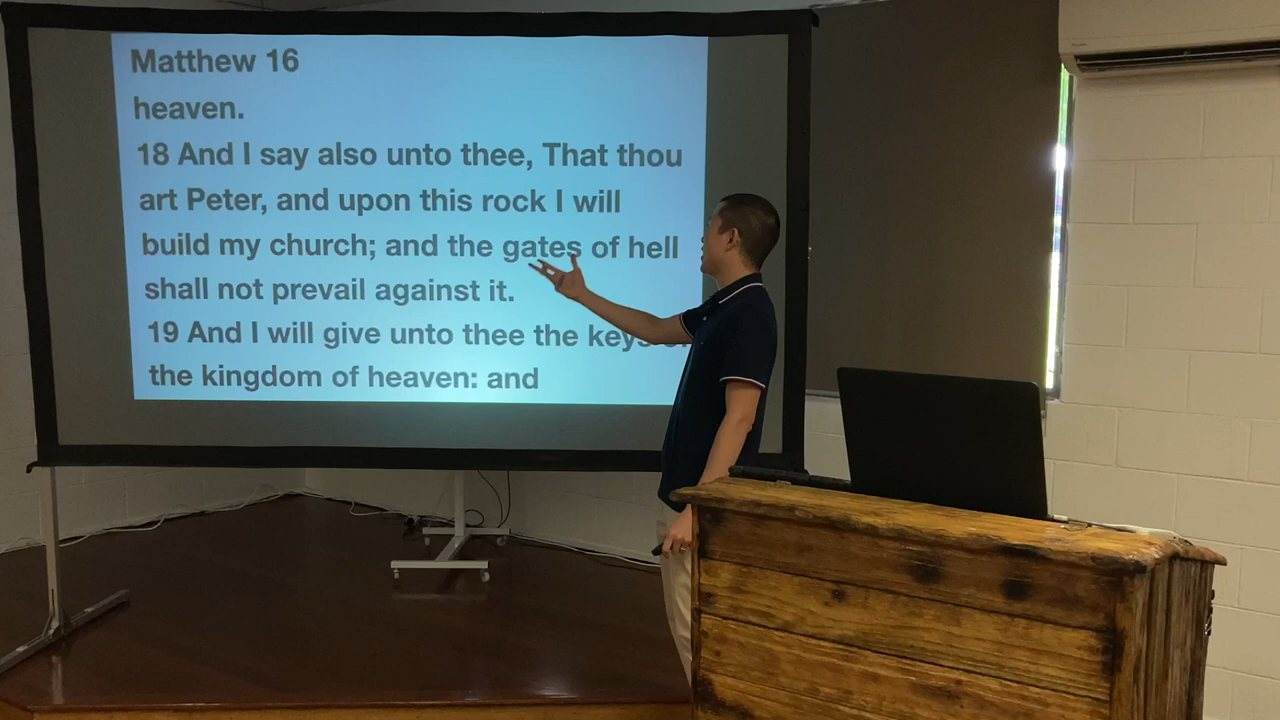 Matthew 16
heaven.
18 And I say also unto thee, That thou
art Peter, and upon this rock I will
build my church; and the gates of hell
shall not prevail against it.
19 And I will give unto thee the keys
the kingdom of heaven: and